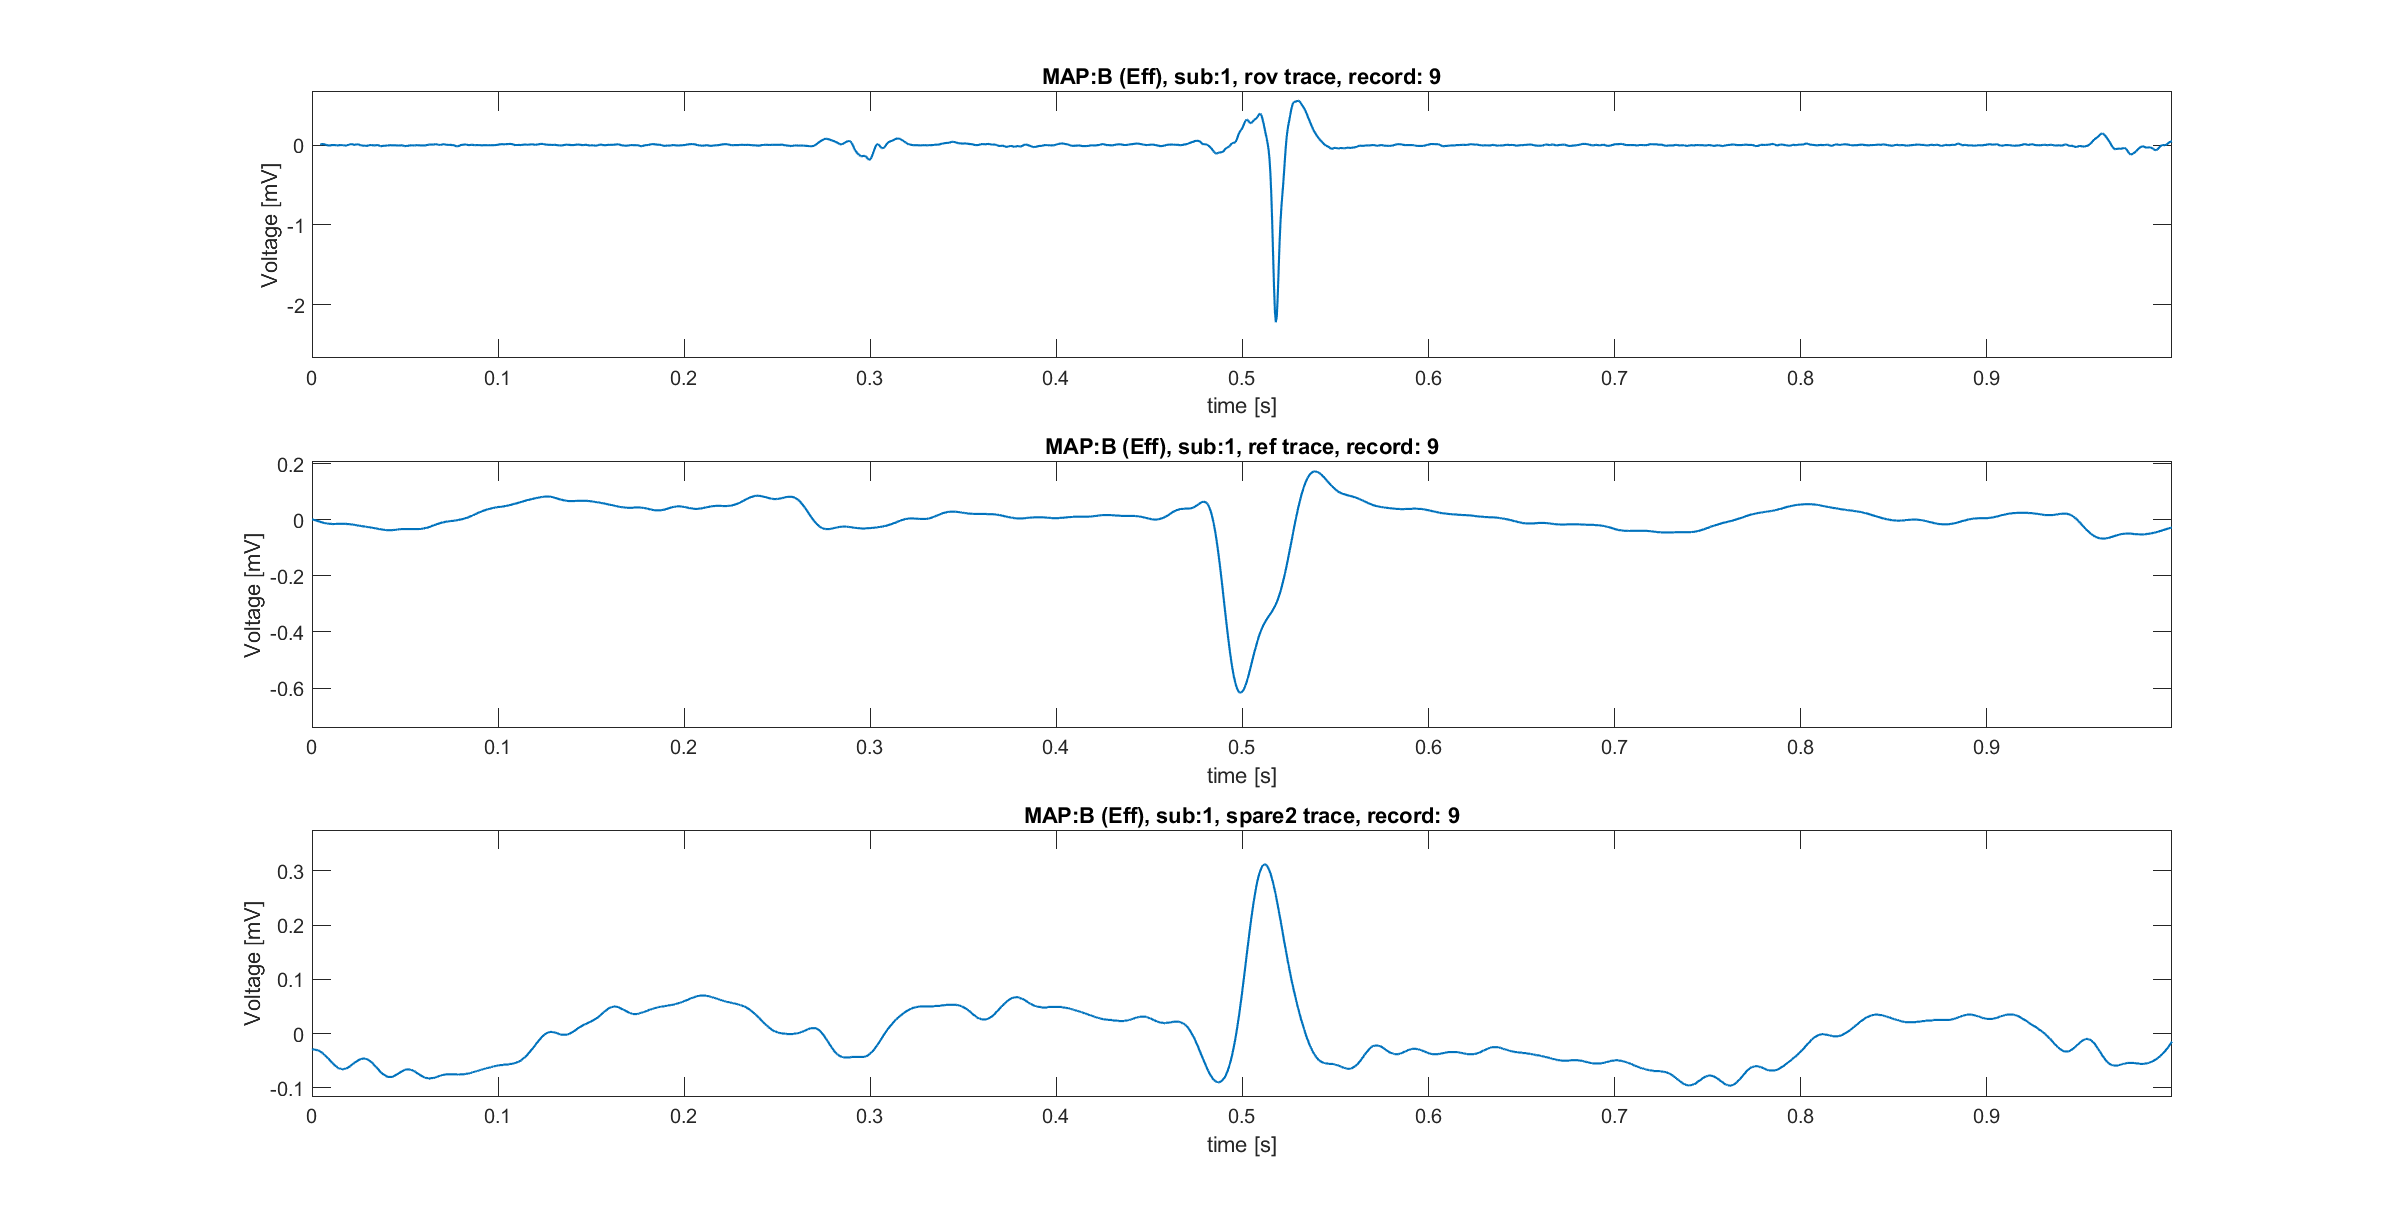 MAP:B (Eff), sub:1, rov trace, record: 9
Voltage [mV]
0
-1
-2
0 0.1 0.2 0.3 0.4 0.5 0.6 0.7 0.8 0.9
time [s]
MAP:B (Eff), sub:1, ref trace, record: 9
Voltage [mV]
0.2
0
-0.2
-0.4
-0.6
0 0.1 0.2 0.3 0.4 0.5 0.6 0.7 0.8 0.9
time [s]
MAP:B (Eff), sub:1, spare2 trace, record: 9
Voltage [mV]
0.3
0.2
0.1
0
-0.1
0 0.1 0.2 0.3 0.4 0.5 0.6 0.7 0.8 0.9
time [s]